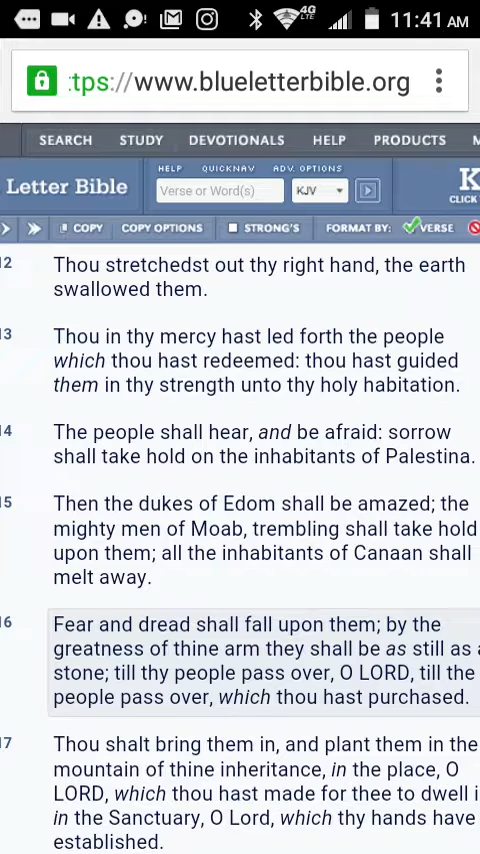 4G
LTE
11:41 AM
tps://www.blueletterbible.org
SEARCH STUDY DEVOTIONALS HELP PRODUCTS
HELP QUICKNAV ADV. OPTIONS
Letter Bible Verse or Word(s) KJV K
CLICK
COPY COPY OPTIONS STRONG'S FORMAT BY: VERSE
12 Thou stretchedst out thy right hand, the earth
swallowed them.
13 Thou in thy mercy hast led forth the people
which thou hast redeemed: thou hast guided
them in thy strength unto thy holy habitation.
14 The people shall hear, and be afraid: sorrow
shall take hold on the inhabitants of Palestina.
15 Then the dukes of Edom shall be amazed; the
mighty men of Moab, trembling shall take hold
upon them; all the inhabitants of Canaan shall
melt away.
16 Fear and dread shall fall upon them; by the
greatness of thine arm they shall be as still as a
stone; till thy people pass over, O LORD, till the
people pass over, which thou hast purchased.
17 Thou shalt bring them in, and plant them in the
mountain of thine inheritance, in the place, O
LORD, which thou hast made for thee to dwell i
in the Sanctuary, O Lord, which thy hands have
established.